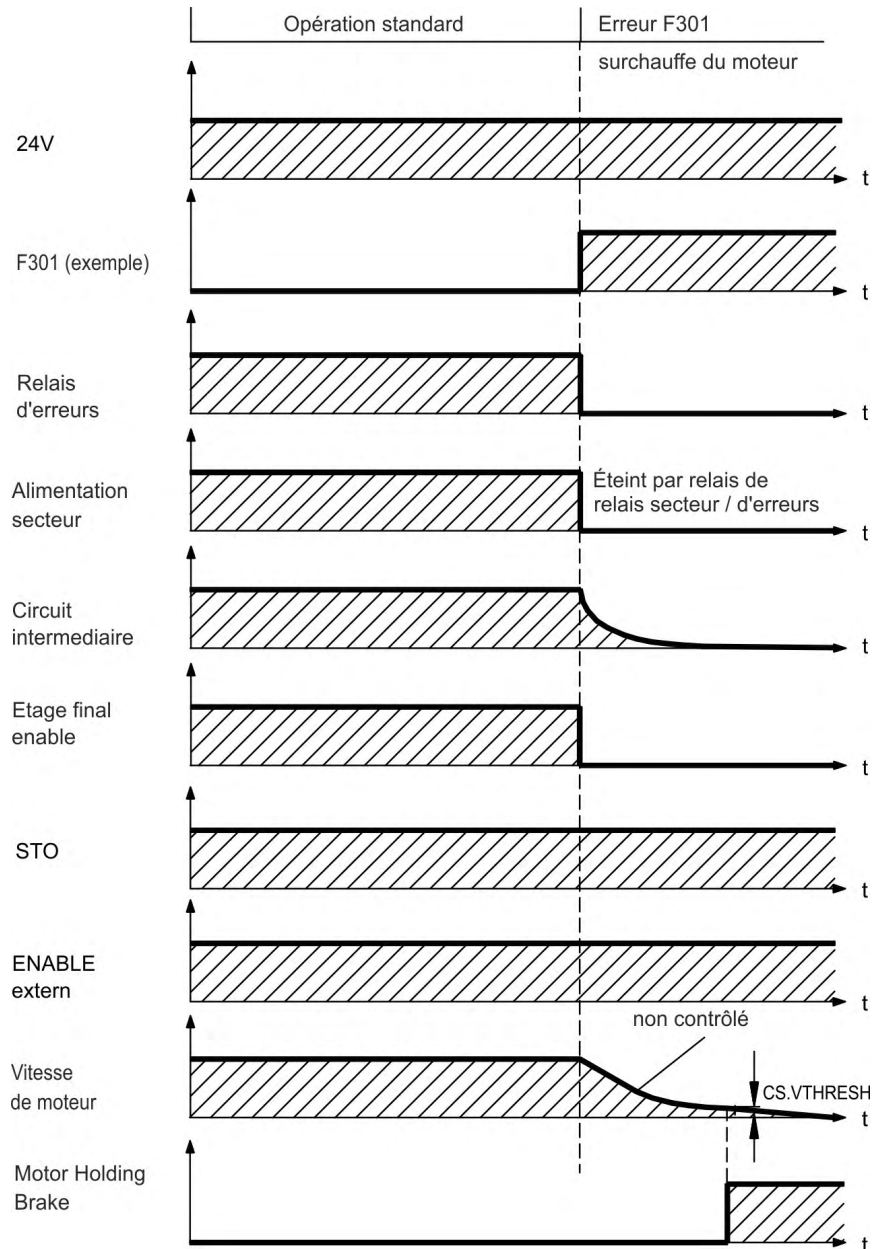 Opération standard
Erreur F301
surchauffe du moteur
24V
t
F301 (exemple)
t
Relais
d'erreurs
t
Alimentation
secteur
Éteint par relais de
relais secteur / d'erreurs
t
Circuit
intermediaire
t
Etage final
enable
t
STO
t
ENABLE
extern
t
non contrôlé
Vitesse
de moteur
CS.VTHRESH
t
Motor Holding
Brake
t